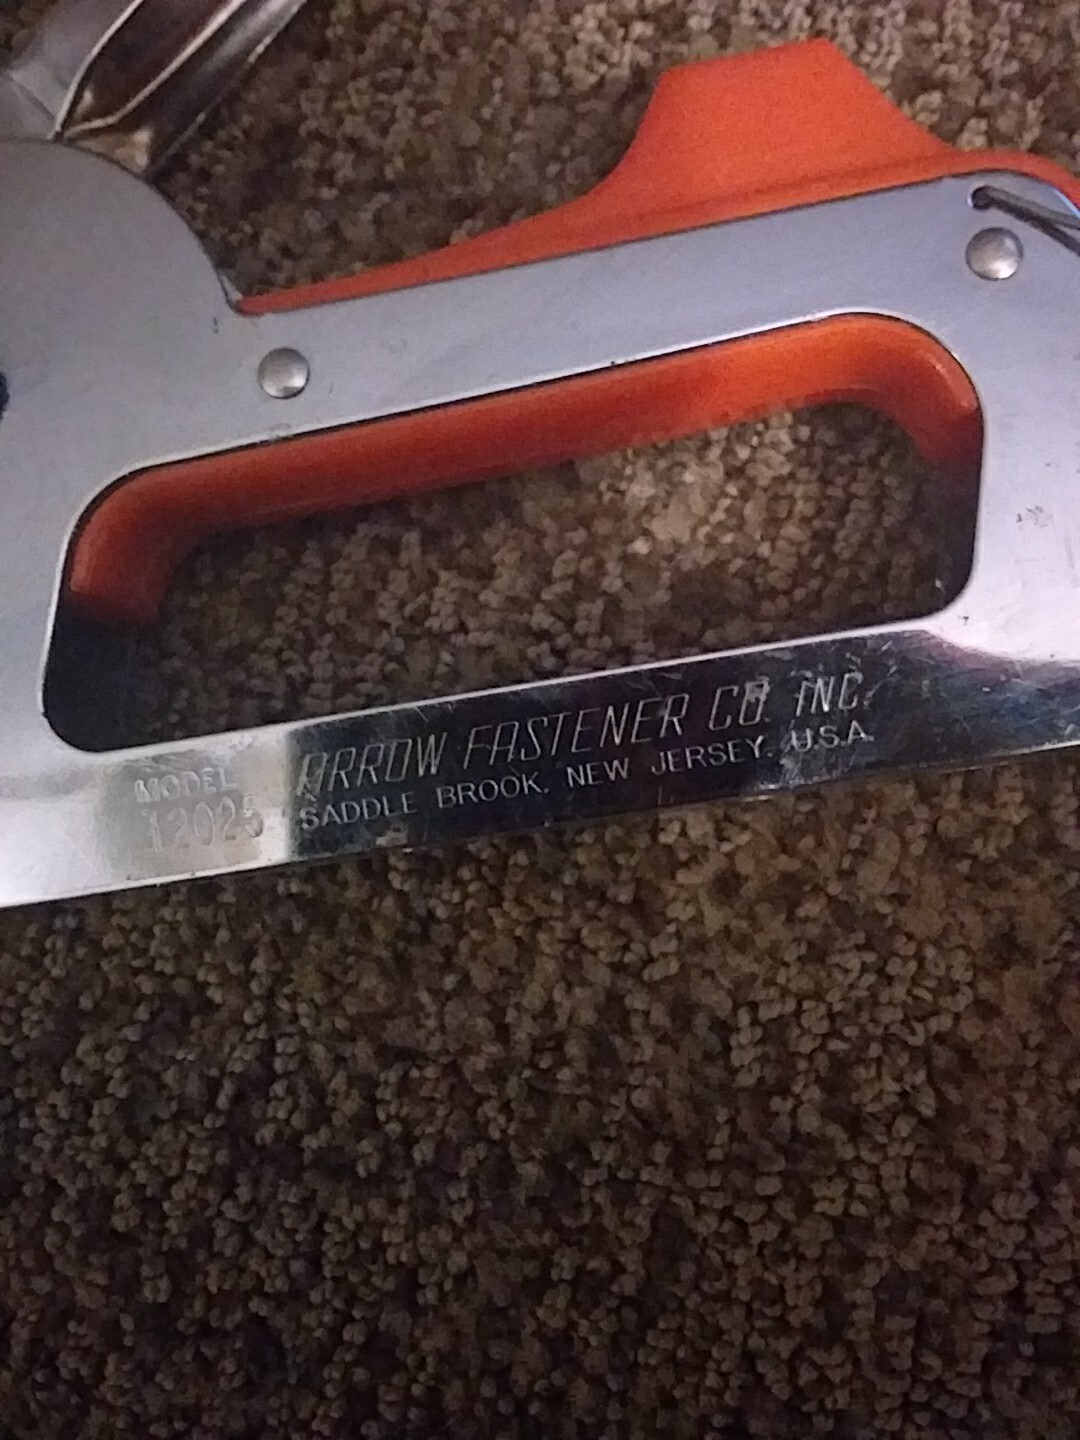 MODEL
12025
ARROW FASTENER CO. INC.
SADDLE BROOK, NEW JERSEY, U.S.A.